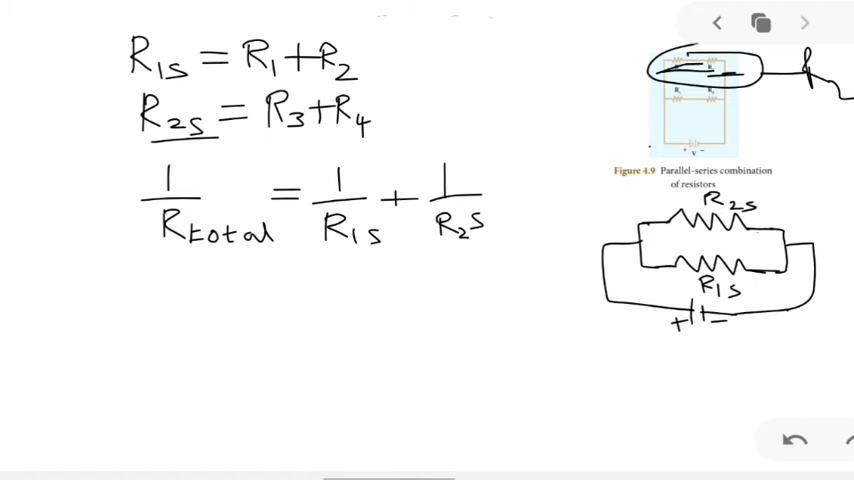 R₁s = R₁ + R₂
R₂s = R₃ + R₄
1/R total = 1/R₁s + 1/R₂s
+ V −
Figure 4.9 Parallel-series combination
of resistors
R₂s
R₁s
+ −